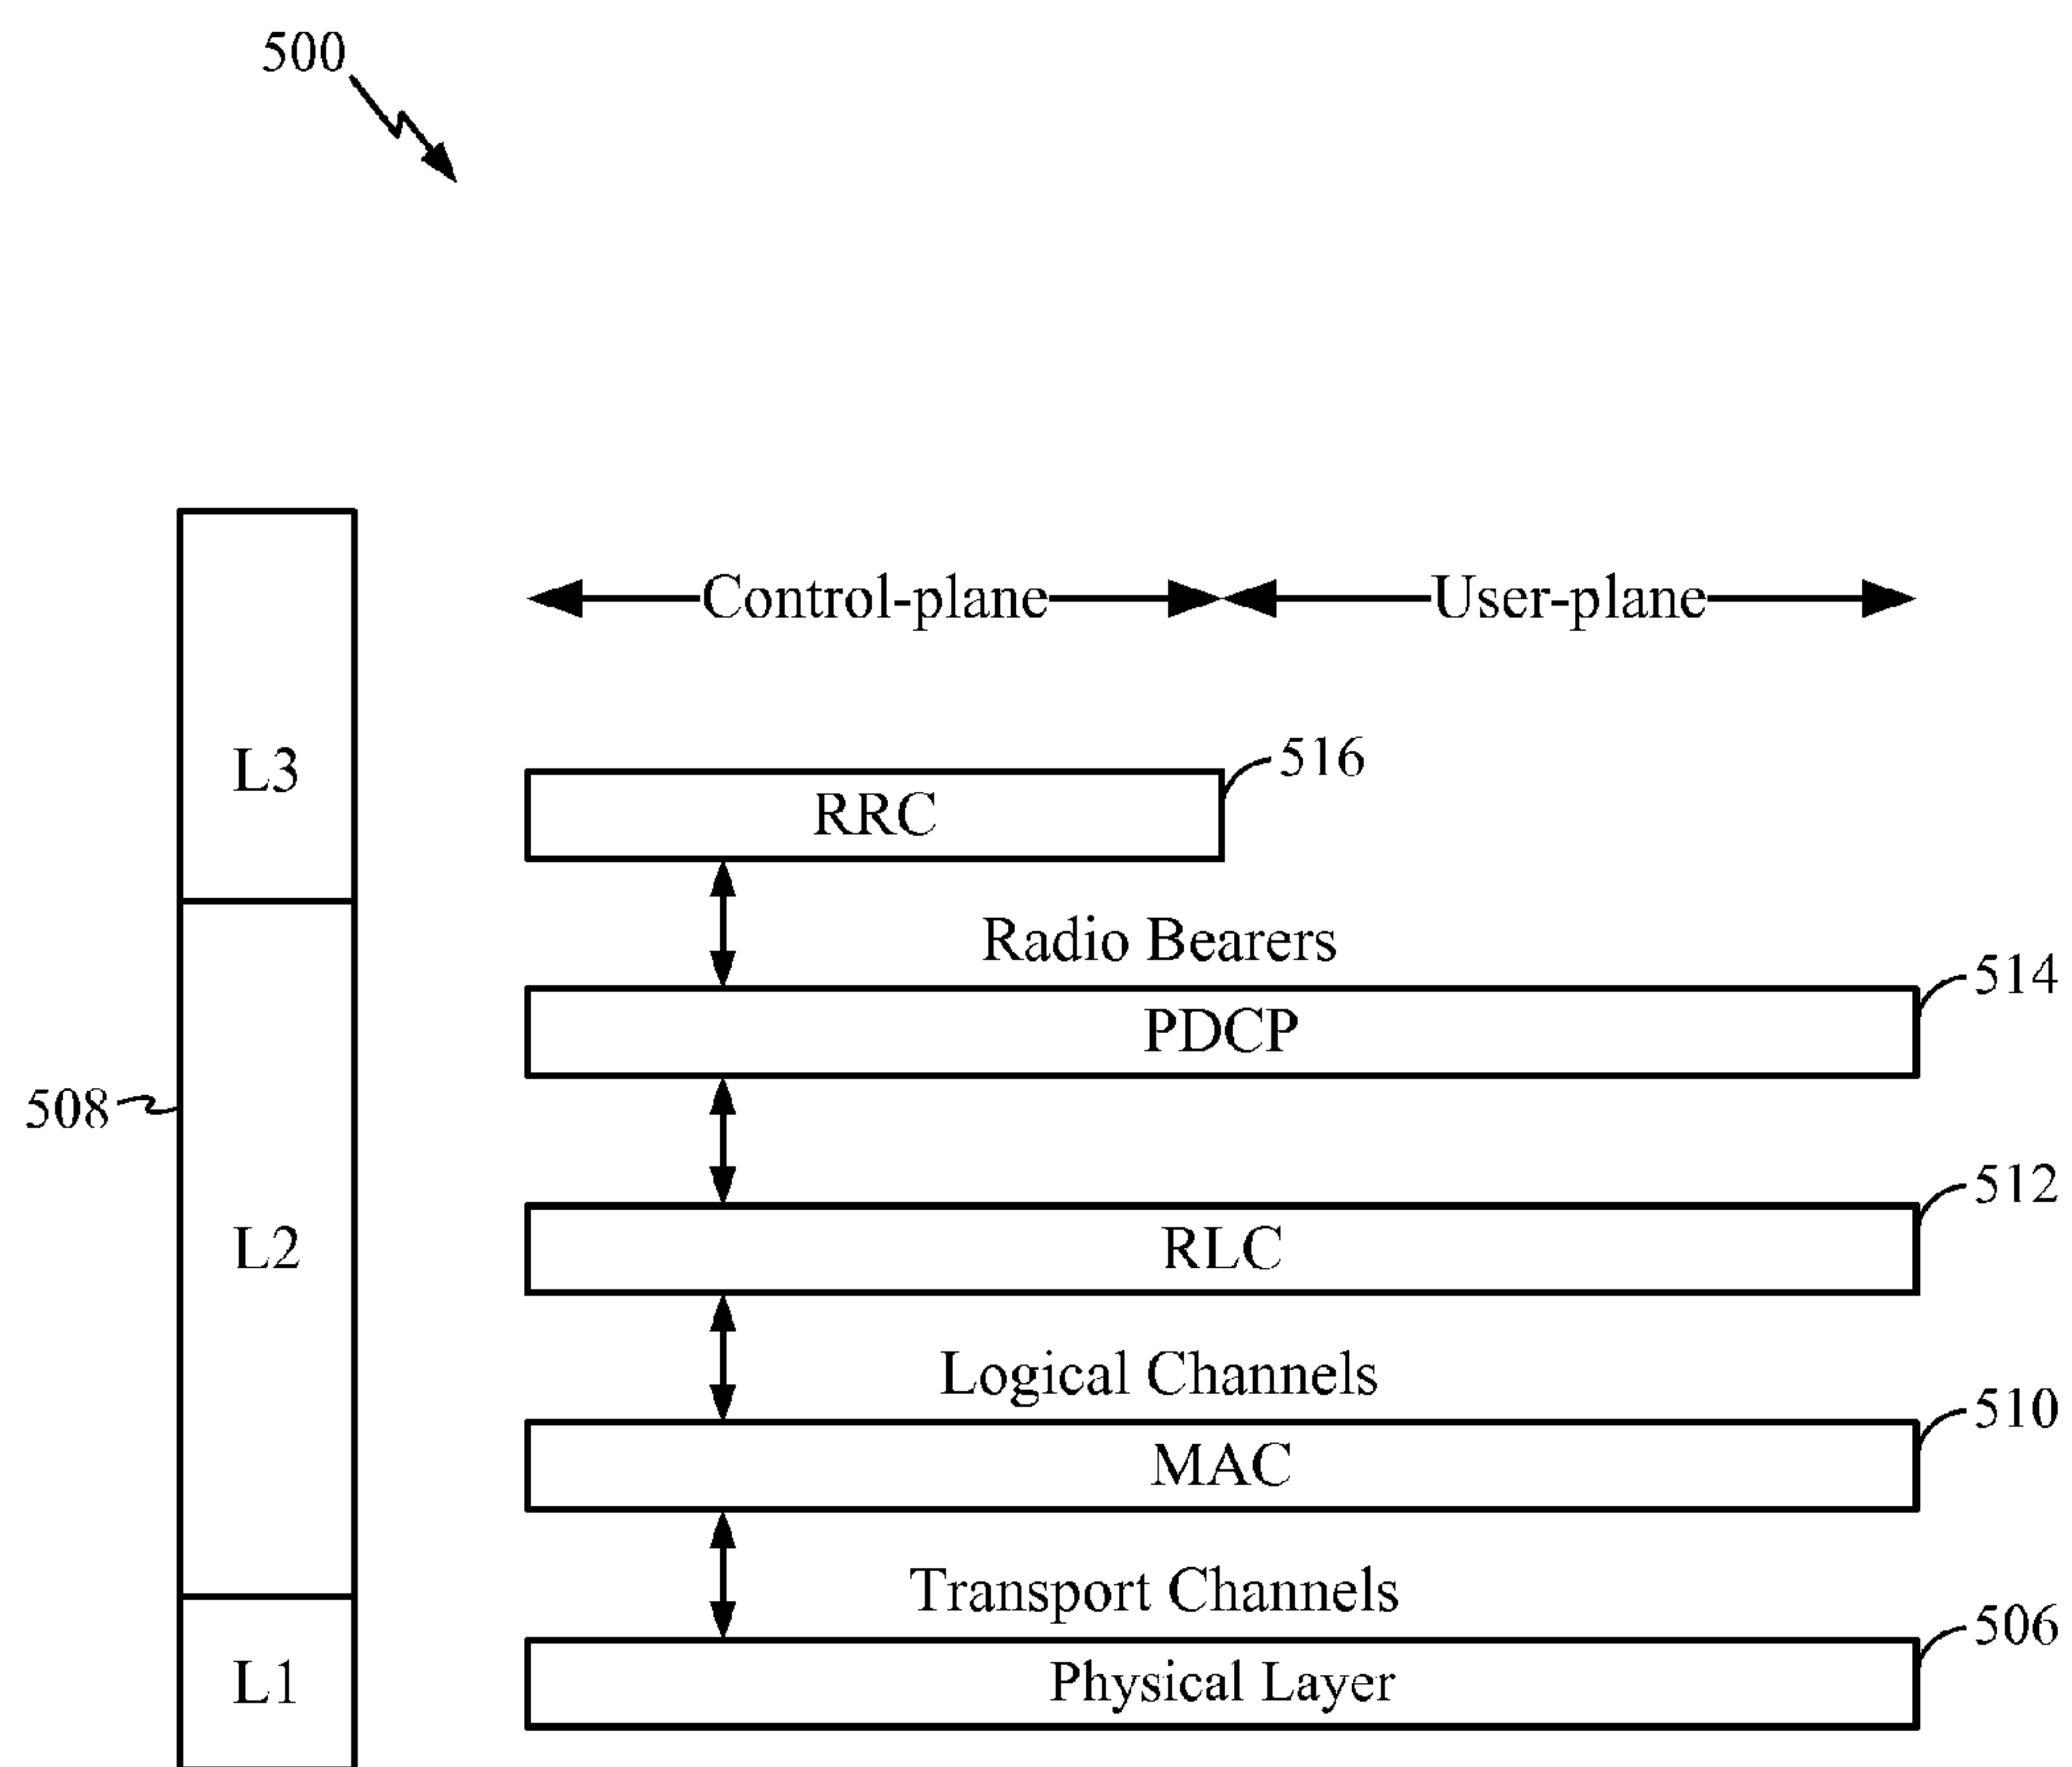 500
Control-plane User-plane
L3
516
RRC
Radio Bearers
514
PDCP
508
512
L2
RLC
Logical Channels
510
MAC
Transport Channels
506
L1
Physical Layer